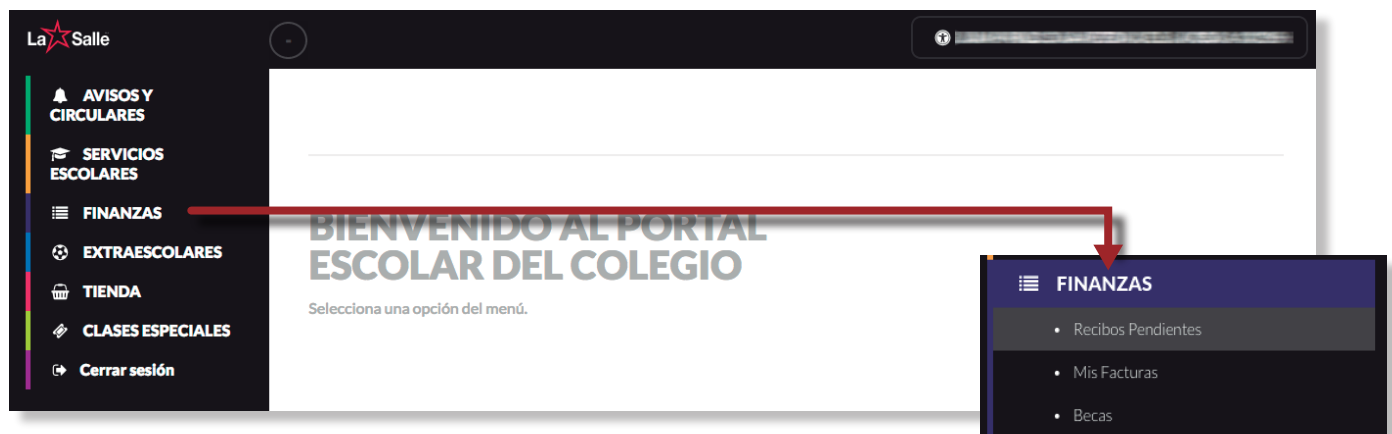 La Salle
-
AVISOS Y
CIRCULARES
SERVICIOS
ESCOLARES
FINANZAS
EXTRAESCOLARES
TIENDA
CLASES ESPECIALES
Cerrar sesión
BIENVENIDO AL PORTAL
ESCOLAR DEL COLEGIO
Selecciona una opción del menú.
FINANZAS
• Recibos Pendientes
• Mis Facturas
• Becas